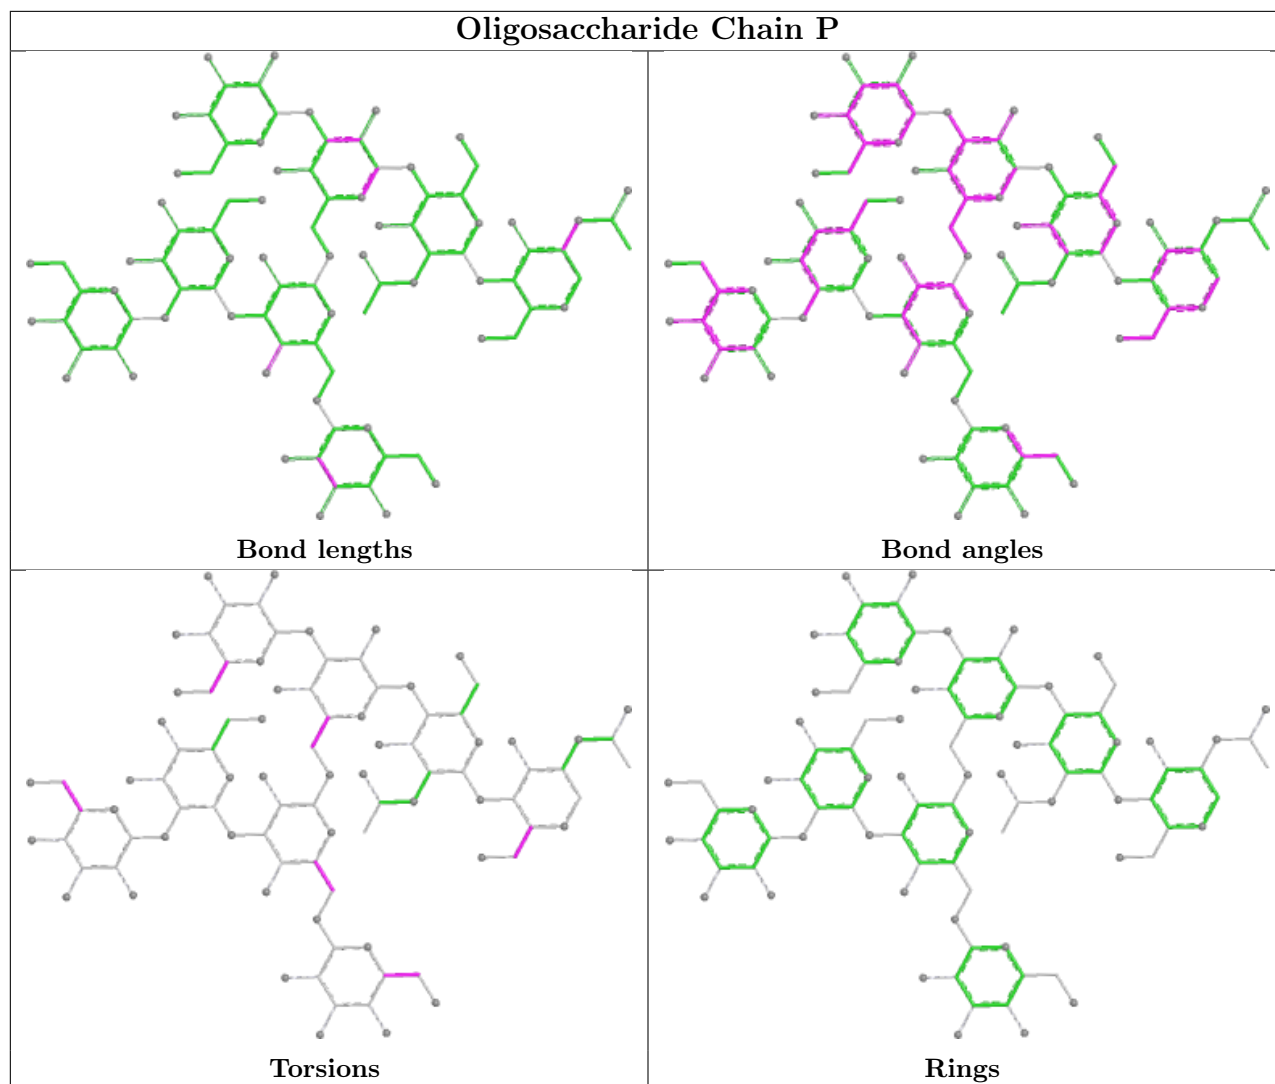 Oligosaccharide Chain P
Bond lengths
Bond angles
Torsions
Rings